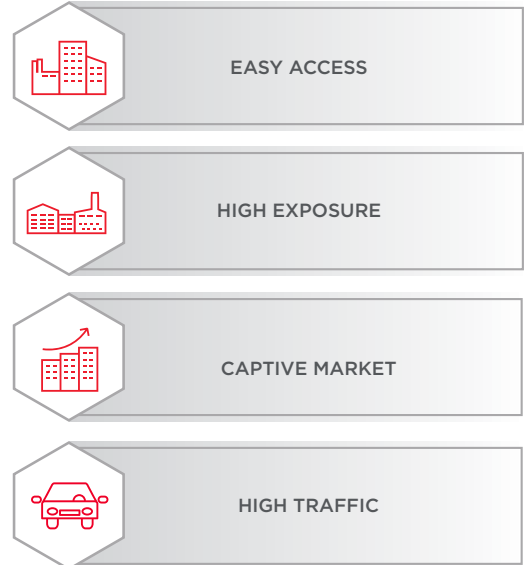 EASY ACCESS
HIGH EXPOSURE
CAPTIVE MARKET
HIGH TRAFFIC